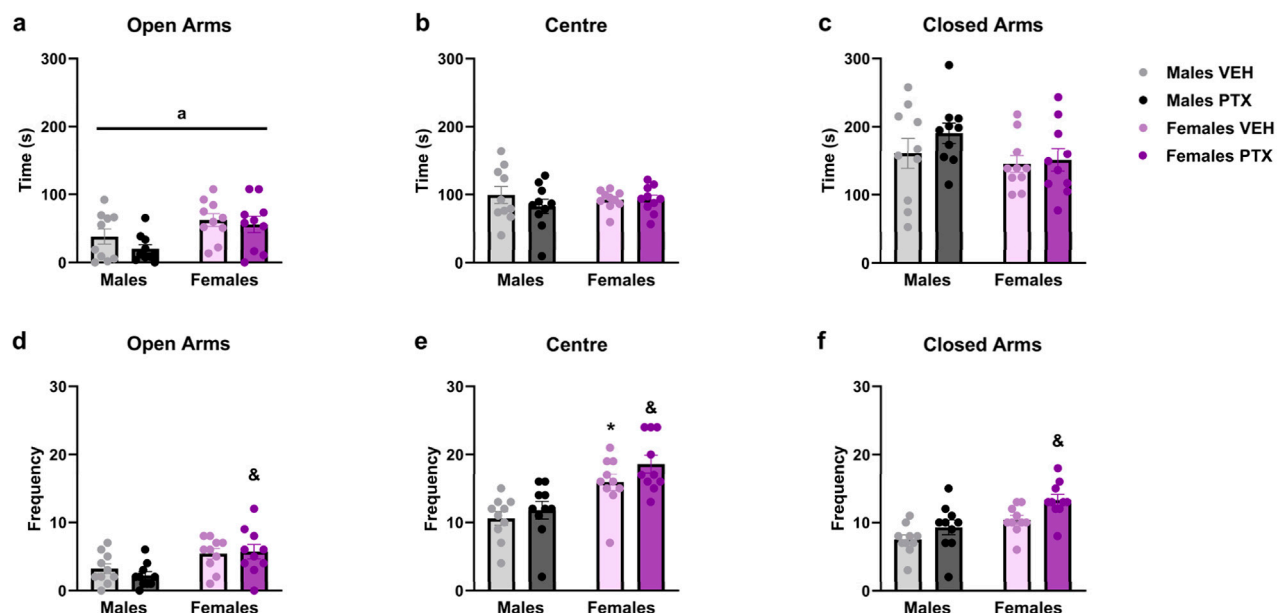 a Open Arms
300
200
100
0
Time (s)
a
Males Females
b Centre
300
200
100
0
Time (s)
Males Females
c Closed Arms
300
200
100
0
Time (s)
Males Females
Males VEH
Males PTX
Females VEH
Females PTX
d Open Arms
30
20
10
0
Frequency
&
Males Females
e Centre
30
20
10
0
Frequency
*
&
Males Females
f Closed Arms
30
20
10
0
Frequency
&
Males Females